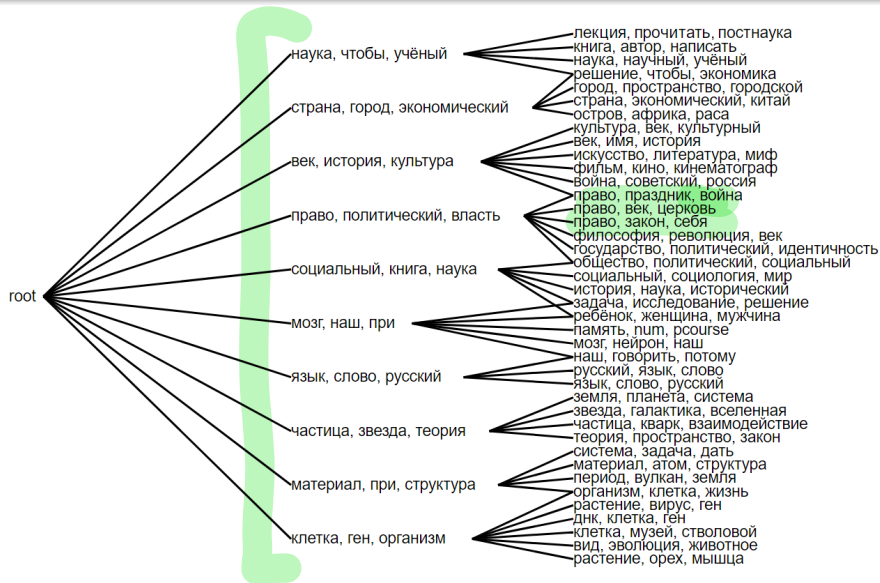 root
наука, чтобы, учёный
страна, город, экономический
век, история, культура
право, политический, власть
социальный, книга, наука
мозг, наш, при
язык, слово, русский
частица, звезда, теория
материал, при, структура
клетка, ген, организм
лекция, прочитать, постнаука
книга, автор, написать
наука, научный, учёный
решение, чтобы, экономика
город, пространство, городской
страна, экономический, китай
остров, африка, раса
культура, век, культурный
век, имя, история
искусство, литература, миф
фильм, кино, кинематограф
война, советский, россия
право, праздник, война
право, век, церковь
право, закон, себя
философия, революция, век
государство, политический, идентичность
общество, политический, социальный
социальный, социология, мир
история, наука, исторический
задача, исследование, решение
ребёнок, женщина, мужчина
память, num, pcourse
мозг, нейрон, наш
наш, говорить, потому
русский, язык, слово
язык, слово, русский
земля, планета, система
звезда, галактика, вселенная
частица, кварк, взаимодействие
теория, пространство, закон
система, задача, дать
материал, атом, структура
период, вулкан, земля
организм, клетка, жизнь
растение, вирус, ген
днк, клетка, ген
клетка, музей, стволовой
вид, эволюция, животное
растение, орех, мышца